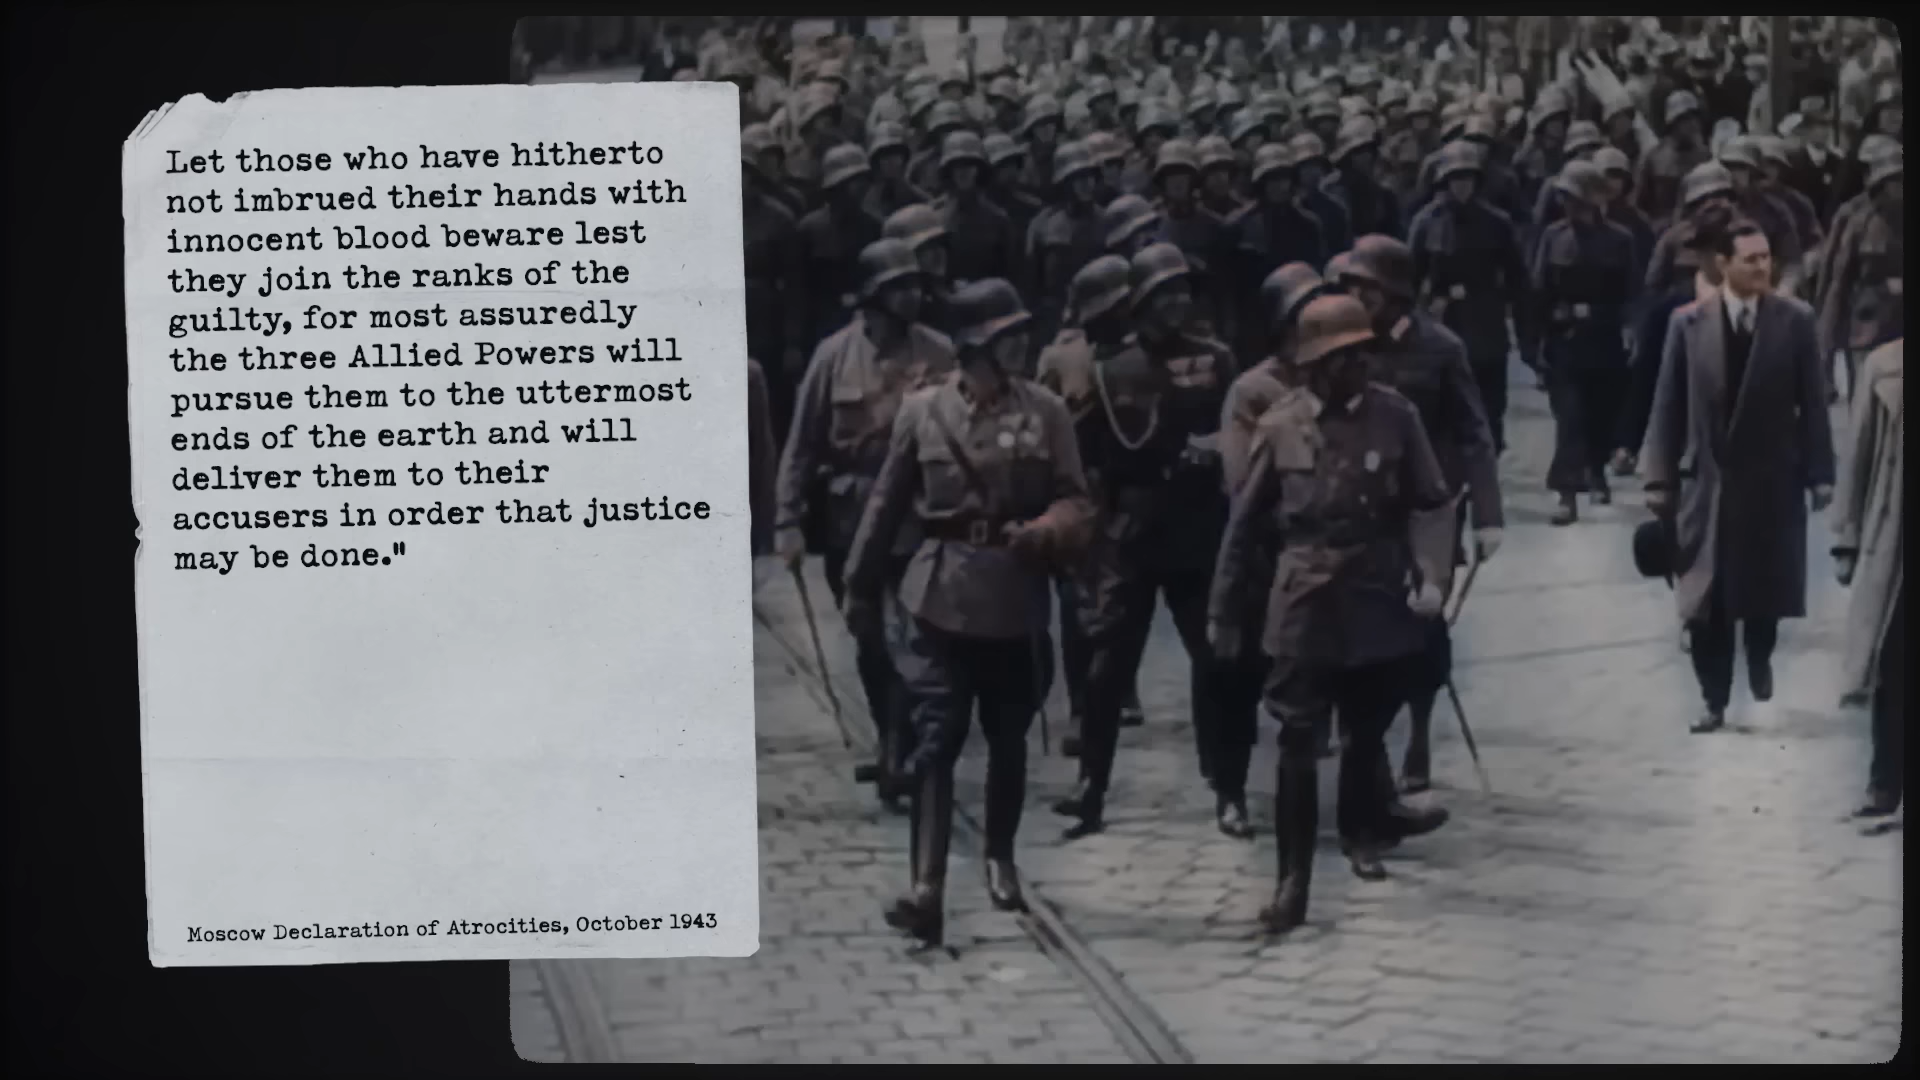 Let those who have hitherto
not imbrued their hands with
innocent blood beware lest
they join the ranks of the
guilty, for most assuredly
the three Allied Powers will
pursue them to the uttermost
ends of the earth and will
deliver them to their
accusers in order that justice
may be done."
Moscow Declaration of Atrocities, October 1943